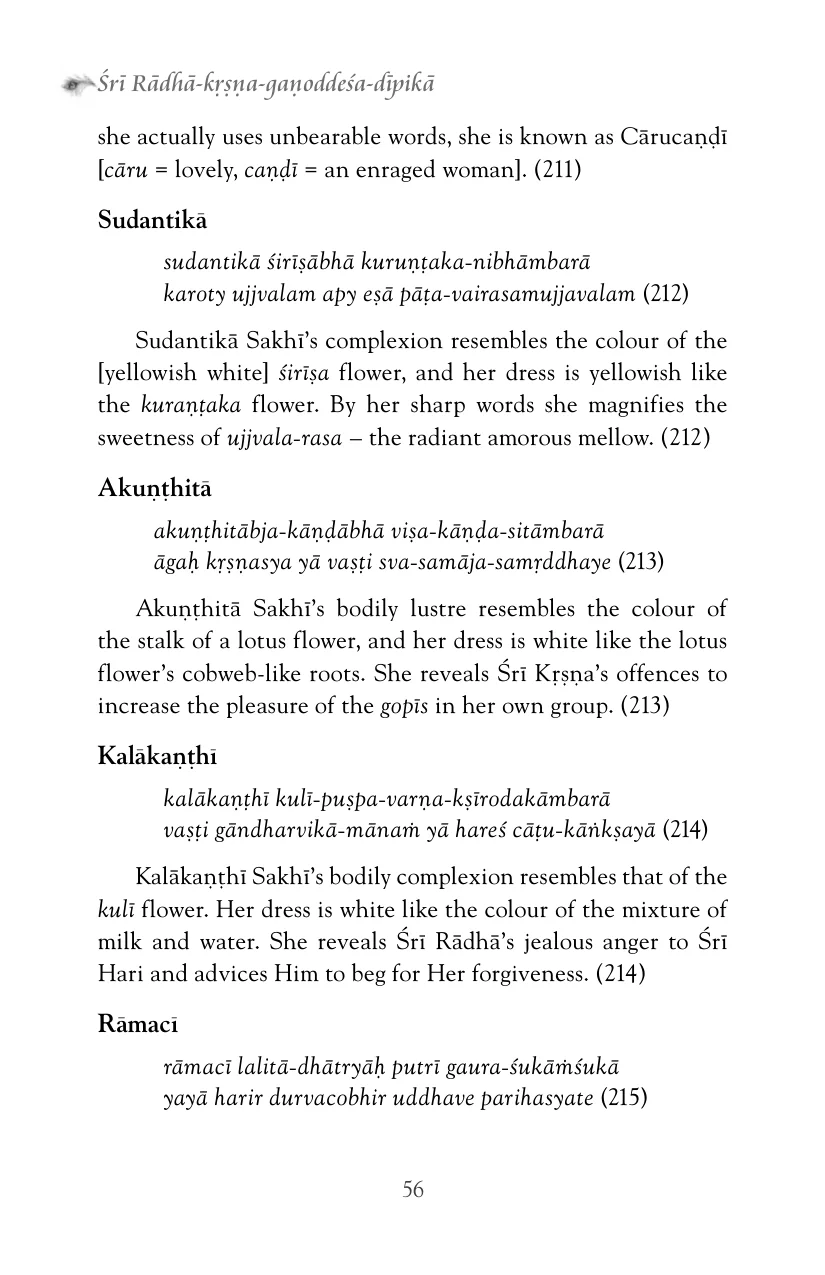 Śrī Rādhā-kṛṣṇa-gaṇoddeśa-dīpikā
she actually uses unbearable words, she is known as Cārucaṇḍī
[cāru = lovely, caṇḍī = an enraged woman]. (211)
Sudantikā
sudantikā śirīṣābhā kuruṇṭaka-nibhāmbarā
karoty ujjvalam apy eṣā pāṭa-vairasamujjavalam (212)
Sudantikā Sakhī’s complexion resembles the colour of the
[yellowish white] śirīṣa flower, and her dress is yellowish like
the kuraṇṭaka flower. By her sharp words she magnifies the
sweetness of ujjvala-rasa – the radiant amorous mellow. (212)
Akuṇṭhitā
akuṇṭhitābja-kāṇḍābhā viṣa-kāṇḍa-sitāmbarā
āgaḥ kṛṣṇasya yā vaṣṭi sva-samāja-samṛddhaye (213)
Akuṇṭhitā Sakhī’s bodily lustre resembles the colour of
the stalk of a lotus flower, and her dress is white like the lotus
flower’s cobweb-like roots. She reveals Śrī Kṛṣṇa’s offences to
increase the pleasure of the gopīs in her own group. (213)
Kalākaṇṭhī
kalākaṇṭhī kulī-puṣpa-varṇa-kṣīrodakāmbarā
vaṣṭi gāndharvikā-mānaṁ yā hareś cāṭu-kāṅkṣayā (214)
Kalākaṇṭhī Sakhī’s bodily complexion resembles that of the
kulī flower. Her dress is white like the colour of the mixture of
milk and water. She reveals Śrī Rādhā’s jealous anger to Śrī
Hari and advices Him to beg for Her forgiveness. (214)
Rāmacī
rāmacī lalitā-dhātryāḥ putrī gaura-śukāṁśukā
yayā harir durvacobhir uddhave parihasyate (215)
56